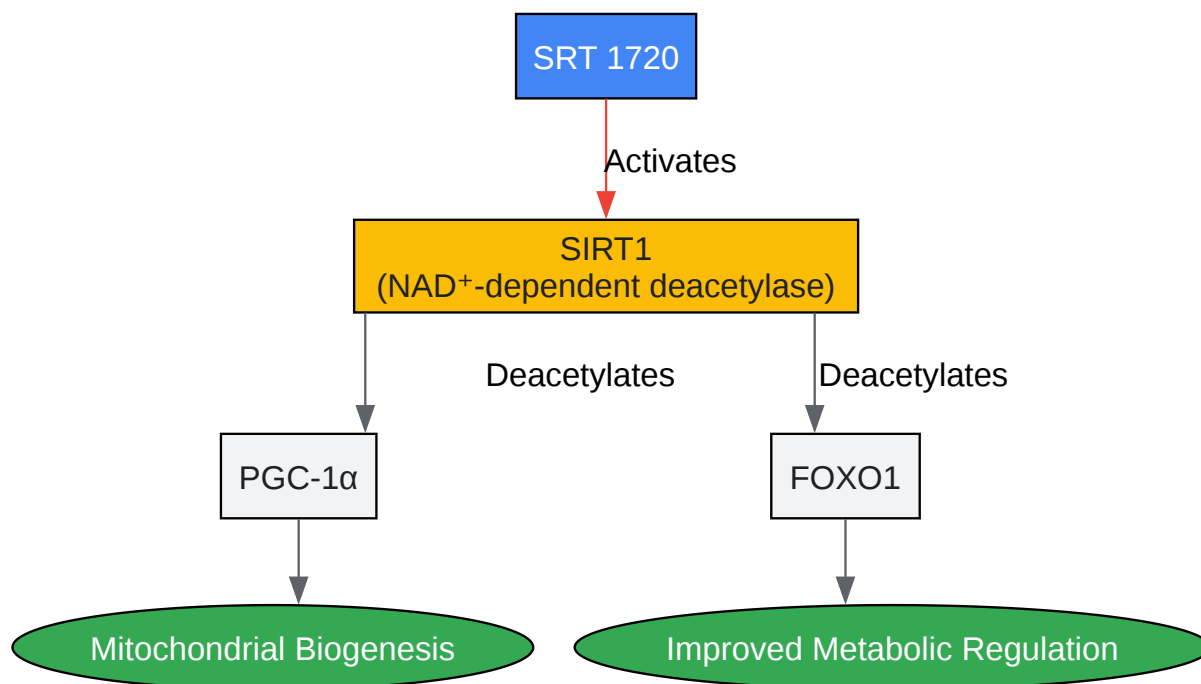 SRT 1720
Activates
SIRT1
(NAD⁺-dependent deacetylase)
Deacetylates
Deacetylates
PGC-1α
FOXO1
Mitochondrial Biogenesis
Improved Metabolic Regulation